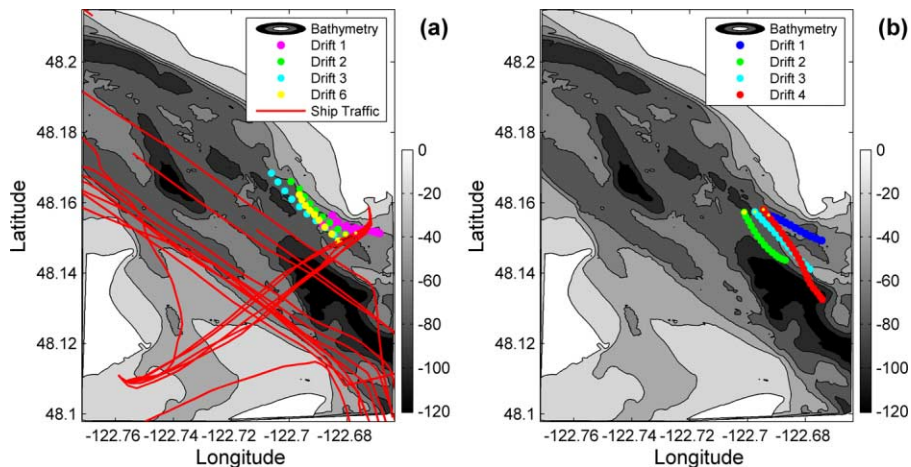 (a)
Bathymetry
Drift 1
Drift 2
Drift 3
Drift 6
Ship Traffic
48.2
48.18
48.16
48.14
48.12
48.1
Latitude
-122.76 -122.74 -122.72 -122.7 -122.68
Longitude
0
-20
-40
-60
-80
-100
-120
(b)
Bathymetry
Drift 1
Drift 2
Drift 3
Drift 4
48.2
48.18
48.16
48.14
48.12
48.1
Latitude
-122.76 -122.74 -122.72 -122.7 -122.68
Longitude
0
-20
-40
-60
-80
-100
-120